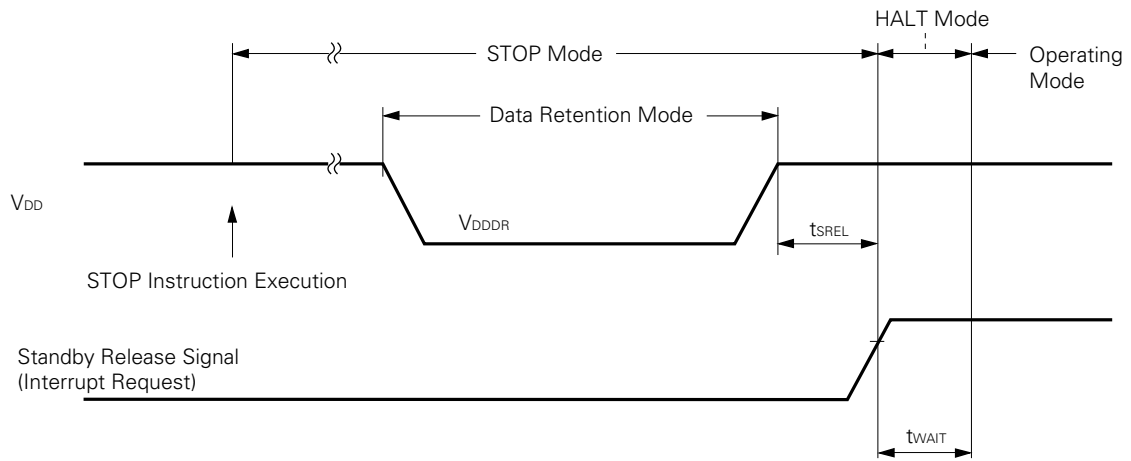 HALT Mode
STOP Mode
Operating
Mode
Data Retention Mode
VDD
VDDDR
tSREL
STOP Instruction Execution
Standby Release Signal
(Interrupt Request)
tWAIT